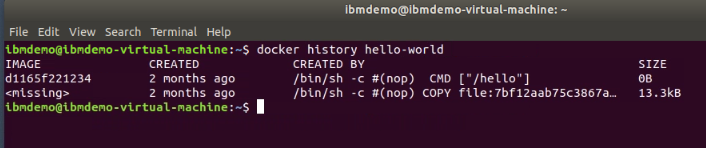 ibmdemo@ibmdemo-virtual-machine: ~
File Edit View Search Terminal Help
ibmdemo@ibmdemo-virtual-machine:~$ docker history hello-world
IMAGE CREATED CREATED BY SIZE
d1165f221234 2 months ago /bin/sh -c #(nop) CMD ["/hello"] 0B
<missing> 2 months ago /bin/sh -c #(nop) COPY file:7bf12aab75c3867a… 13.3kB
ibmdemo@ibmdemo-virtual-machine:~$